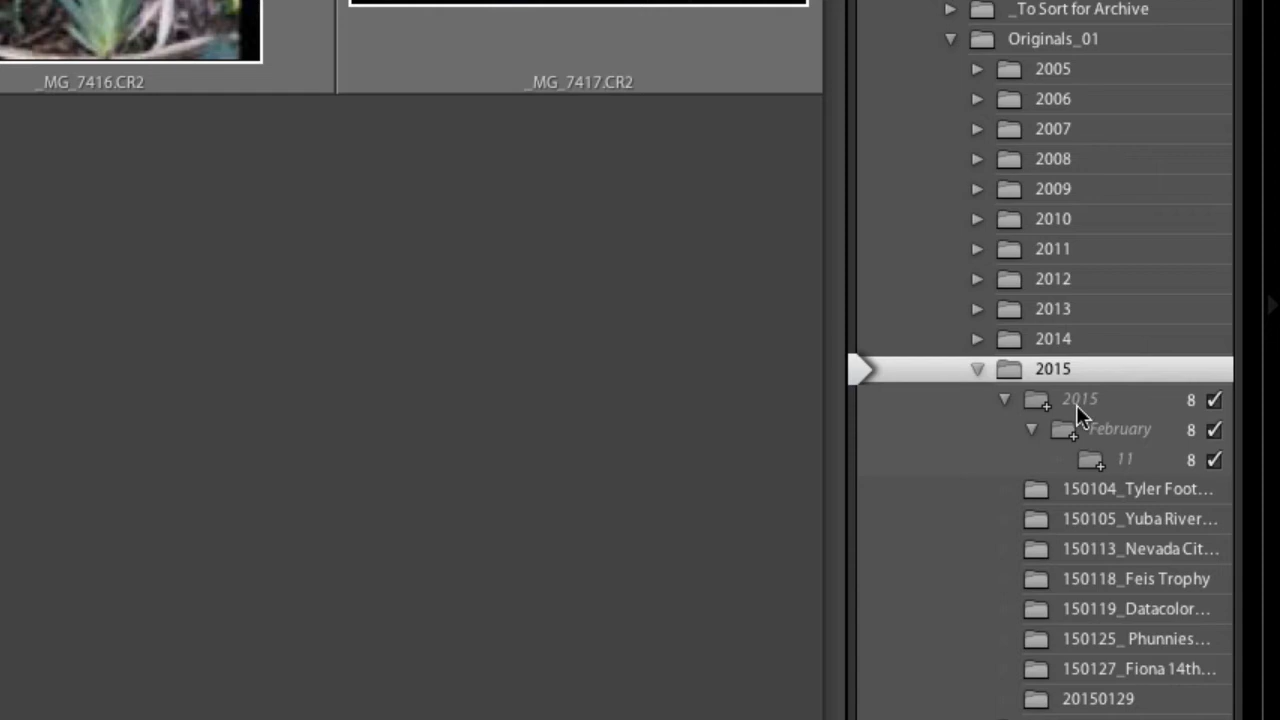 _MG_7416.CR2
_MG_7417.CR2
_To Sort for Archive
Originals_01
2005
2006
2007
2008
2009
2010
2011
2012
2013
2014
2015
2015 8
February 8
11 8
150104_Tyler Foot...
150105_Yuba River...
150113_Nevada Cit...
150118_Feis Trophy
150119_Datacolor...
150125_ Phunnies...
150127_Fiona 14th...
20150129